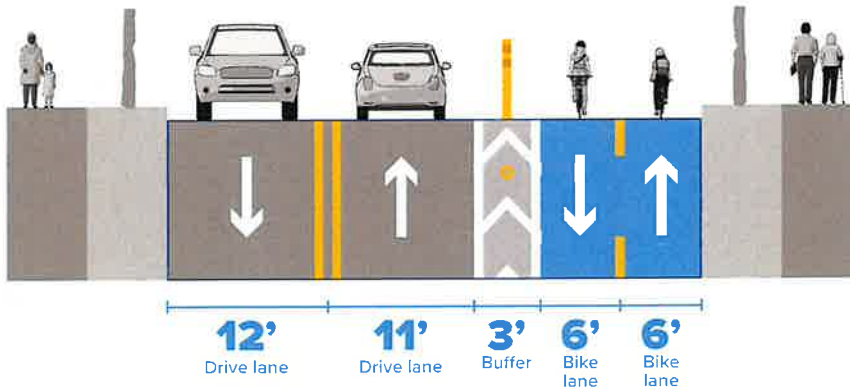 12’ 11’ 3’ 6’ 6’
Drive lane Drive lane Buffer Bike Bike
lane lane